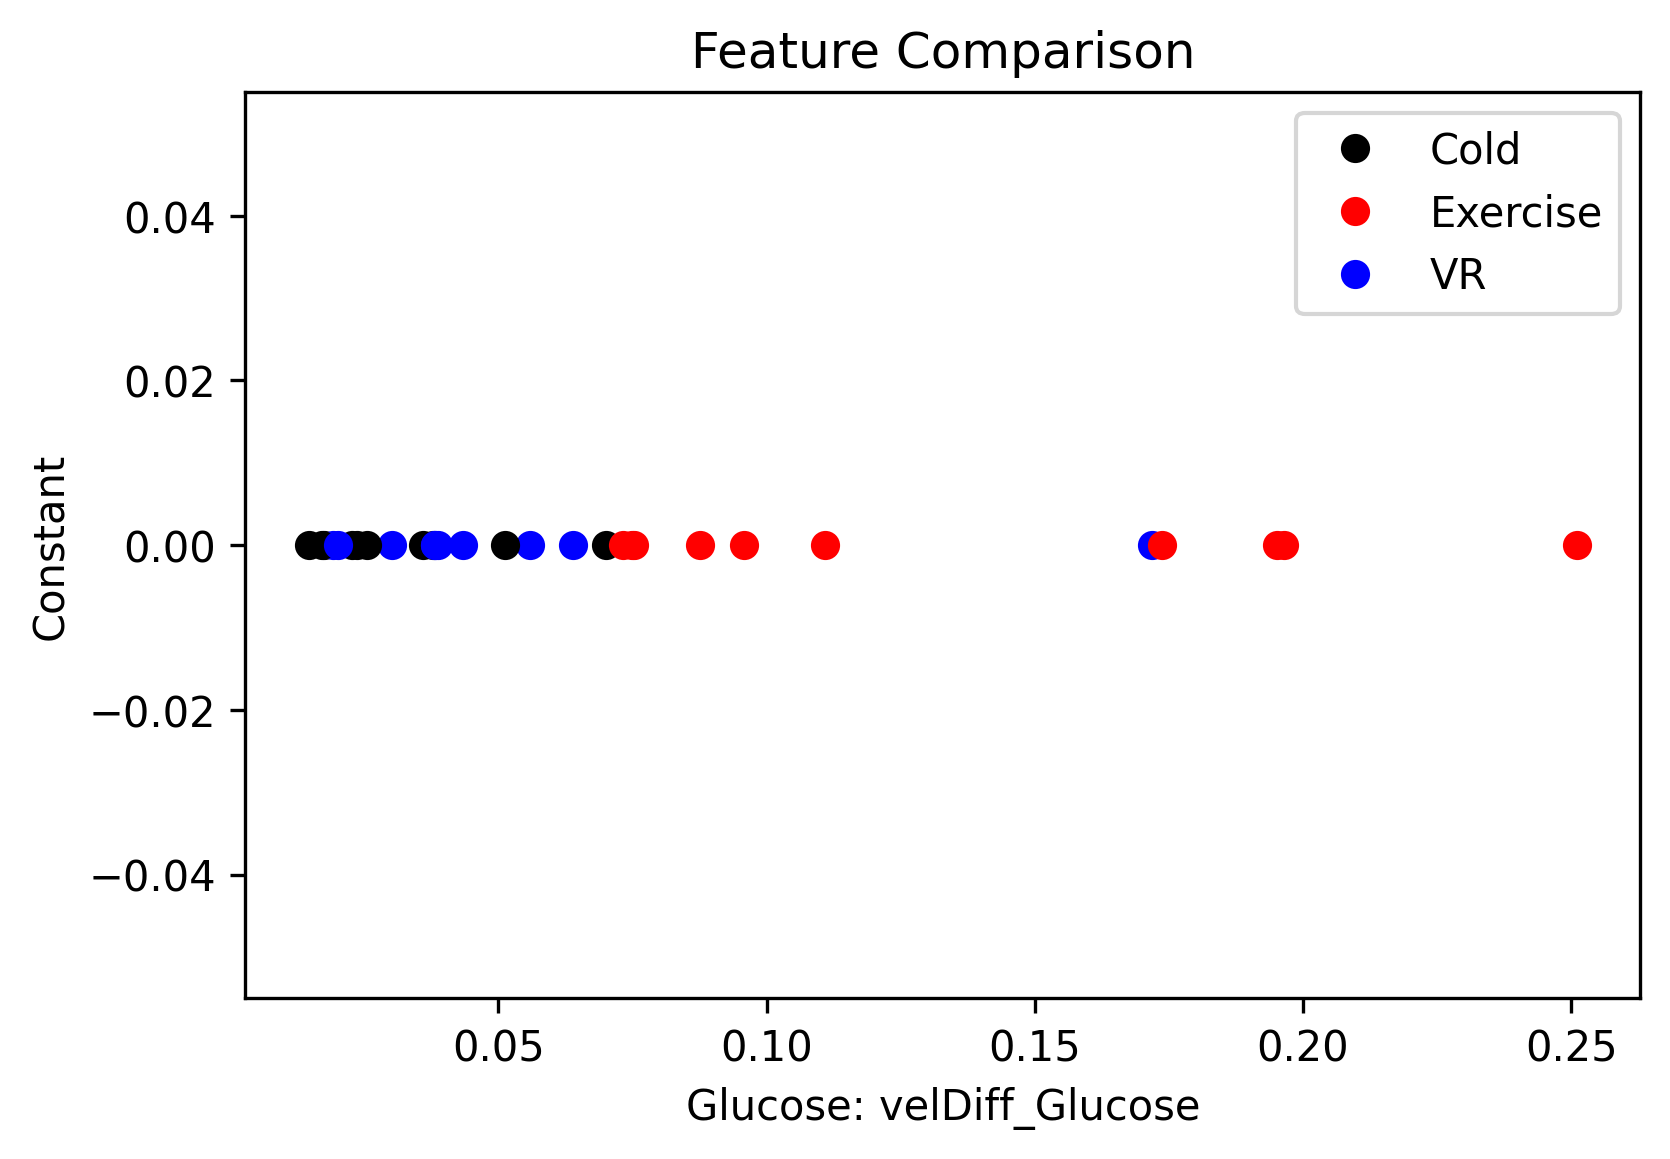 Feature Comparison
Cold
Exercise
VR
0.04
0.02
0.00
−0.02
−0.04
Constant
0.05 0.10 0.15 0.20 0.25
Glucose: velDiff_Glucose